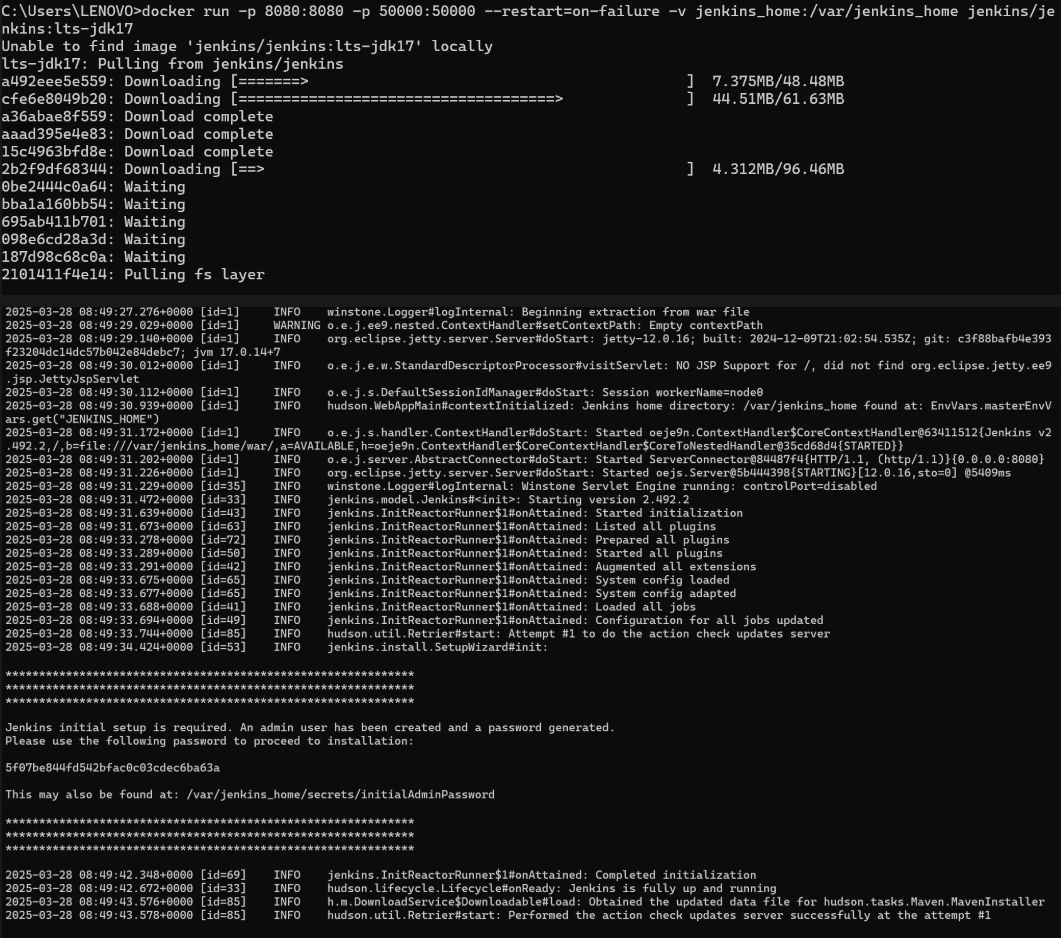 C:\Users\LENOVO>docker run -p 8080:8080 -p 50000:50000 --restart=on-failure -v jenkins_home:/var/jenkins_home jenkins/je
nkins:lts-jdk17
Unable to find image 'jenkins/jenkins:lts-jdk17' locally
lts-jdk17: Pulling from jenkins/jenkins
a492eee5e559: Downloading [=======>                                           ]  7.375MB/48.48MB
cfe6e8049b20: Downloading [====================================>              ]  44.51MB/61.63MB
a36abae8f559: Download complete
aaad395e4e83: Download complete
15c4963bfd8e: Download complete
2b2f9df68344: Downloading [==>                                                ]  4.312MB/96.46MB
0be2444c0a64: Waiting
bba1a160bb54: Waiting
695ab411b701: Waiting
098e6cd28a3d: Waiting
187d98c68c0a: Waiting
2101411f4e14: Pulling fs layer
2025-03-28 08:49:27.276+0000 [id=1]     INFO    winstone.Logger#logInternal: Beginning extraction from war file
2025-03-28 08:49:29.029+0000 [id=1]     WARNING o.e.j.ee9.nested.ContextHandler#setContextPath: Empty contextPath
2025-03-28 08:49:29.140+0000 [id=1]     INFO    org.eclipse.jetty.server.Server#doStart: jetty-12.0.16; built: 2024-12-09T21:02:54.535Z; git: c3f88bafb4e393
f23204dc14dc57b042e84debc7; jvm 17.0.14+7
2025-03-28 08:49:30.012+0000 [id=1]     INFO    o.e.j.e.w.StandardDescriptorProcessor#visitServlet: NO JSP Support for /, did not find org.eclipse.jetty.ee9
.jsp.JettyJspServlet
2025-03-28 08:49:30.112+0000 [id=1]     INFO    o.e.j.s.DefaultSessionIdManager#doStart: Session workerName=node0
2025-03-28 08:49:30.939+0000 [id=1]     INFO    hudson.WebAppMain#contextInitialized: Jenkins home directory: /var/jenkins_home found at: EnvVars.masterEnvV
ars.get("JENKINS_HOME")
2025-03-28 08:49:31.172+0000 [id=1]     INFO    o.e.j.s.handler.ContextHandler#doStart: Started oeje9n.ContextHandler$CoreContextHandler@63411512{Jenkins v2
.492.2,/,b=file:///var/jenkins_home/war/,a=AVAILABLE,h=oeje9n.ContextHandler$CoreContextHandler$CoreToNestedHandler@35cd68d4{STARTED}}
2025-03-28 08:49:31.202+0000 [id=1]     INFO    o.e.j.server.AbstractConnector#doStart: Started ServerConnector@84487f4{HTTP/1.1, (http/1.1)}{0.0.0.0:8080}
2025-03-28 08:49:31.226+0000 [id=1]     INFO    org.eclipse.jetty.server.Server#doStart: Started oejs.Server@5b444398{STARTING}[12.0.16,sto=0] @5409ms
2025-03-28 08:49:31.229+0000 [id=35]    INFO    winstone.Logger#logInternal: Winstone Servlet Engine running: controlPort=disabled
2025-03-28 08:49:31.472+0000 [id=33]    INFO    jenkins.model.Jenkins#<init>: Starting version 2.492.2
2025-03-28 08:49:31.639+0000 [id=43]    INFO    jenkins.InitReactorRunner$1#onAttained: Started initialization
2025-03-28 08:49:31.673+0000 [id=63]    INFO    jenkins.InitReactorRunner$1#onAttained: Listed all plugins
2025-03-28 08:49:33.278+0000 [id=72]    INFO    jenkins.InitReactorRunner$1#onAttained: Prepared all plugins
2025-03-28 08:49:33.289+0000 [id=50]    INFO    jenkins.InitReactorRunner$1#onAttained: Started all plugins
2025-03-28 08:49:33.291+0000 [id=42]    INFO    jenkins.InitReactorRunner$1#onAttained: Augmented all extensions
2025-03-28 08:49:33.675+0000 [id=65]    INFO    jenkins.InitReactorRunner$1#onAttained: System config loaded
2025-03-28 08:49:33.677+0000 [id=65]    INFO    jenkins.InitReactorRunner$1#onAttained: System config adapted
2025-03-28 08:49:33.688+0000 [id=41]    INFO    jenkins.InitReactorRunner$1#onAttained: Loaded all jobs
2025-03-28 08:49:33.694+0000 [id=49]    INFO    jenkins.InitReactorRunner$1#onAttained: Configuration for all jobs updated
2025-03-28 08:49:33.744+0000 [id=85]    INFO    hudson.util.Retrier#start: Attempt #1 to do the action check updates server
2025-03-28 08:49:34.424+0000 [id=53]    INFO    jenkins.install.SetupWizard#init:
*************************************************************
*************************************************************
*************************************************************
Jenkins initial setup is required. An admin user has been created and a password generated.
Please use the following password to proceed to installation:
5f07be844fd542bfac0c03cdec6ba63a
This may also be found at: /var/jenkins_home/secrets/initialAdminPassword
*************************************************************
*************************************************************
*************************************************************
2025-03-28 08:49:42.348+0000 [id=69]    INFO    jenkins.InitReactorRunner$1#onAttained: Completed initialization
2025-03-28 08:49:42.672+0000 [id=33]    INFO    hudson.lifecycle.Lifecycle#onReady: Jenkins is fully up and running
2025-03-28 08:49:43.576+0000 [id=85]    INFO    h.m.DownloadService$Downloadable#load: Obtained the updated data file for hudson.tasks.Maven.MavenInstaller
2025-03-28 08:49:43.578+0000 [id=85]    INFO    hudson.util.Retrier#start: Performed the action check updates server successfully at the attempt #1